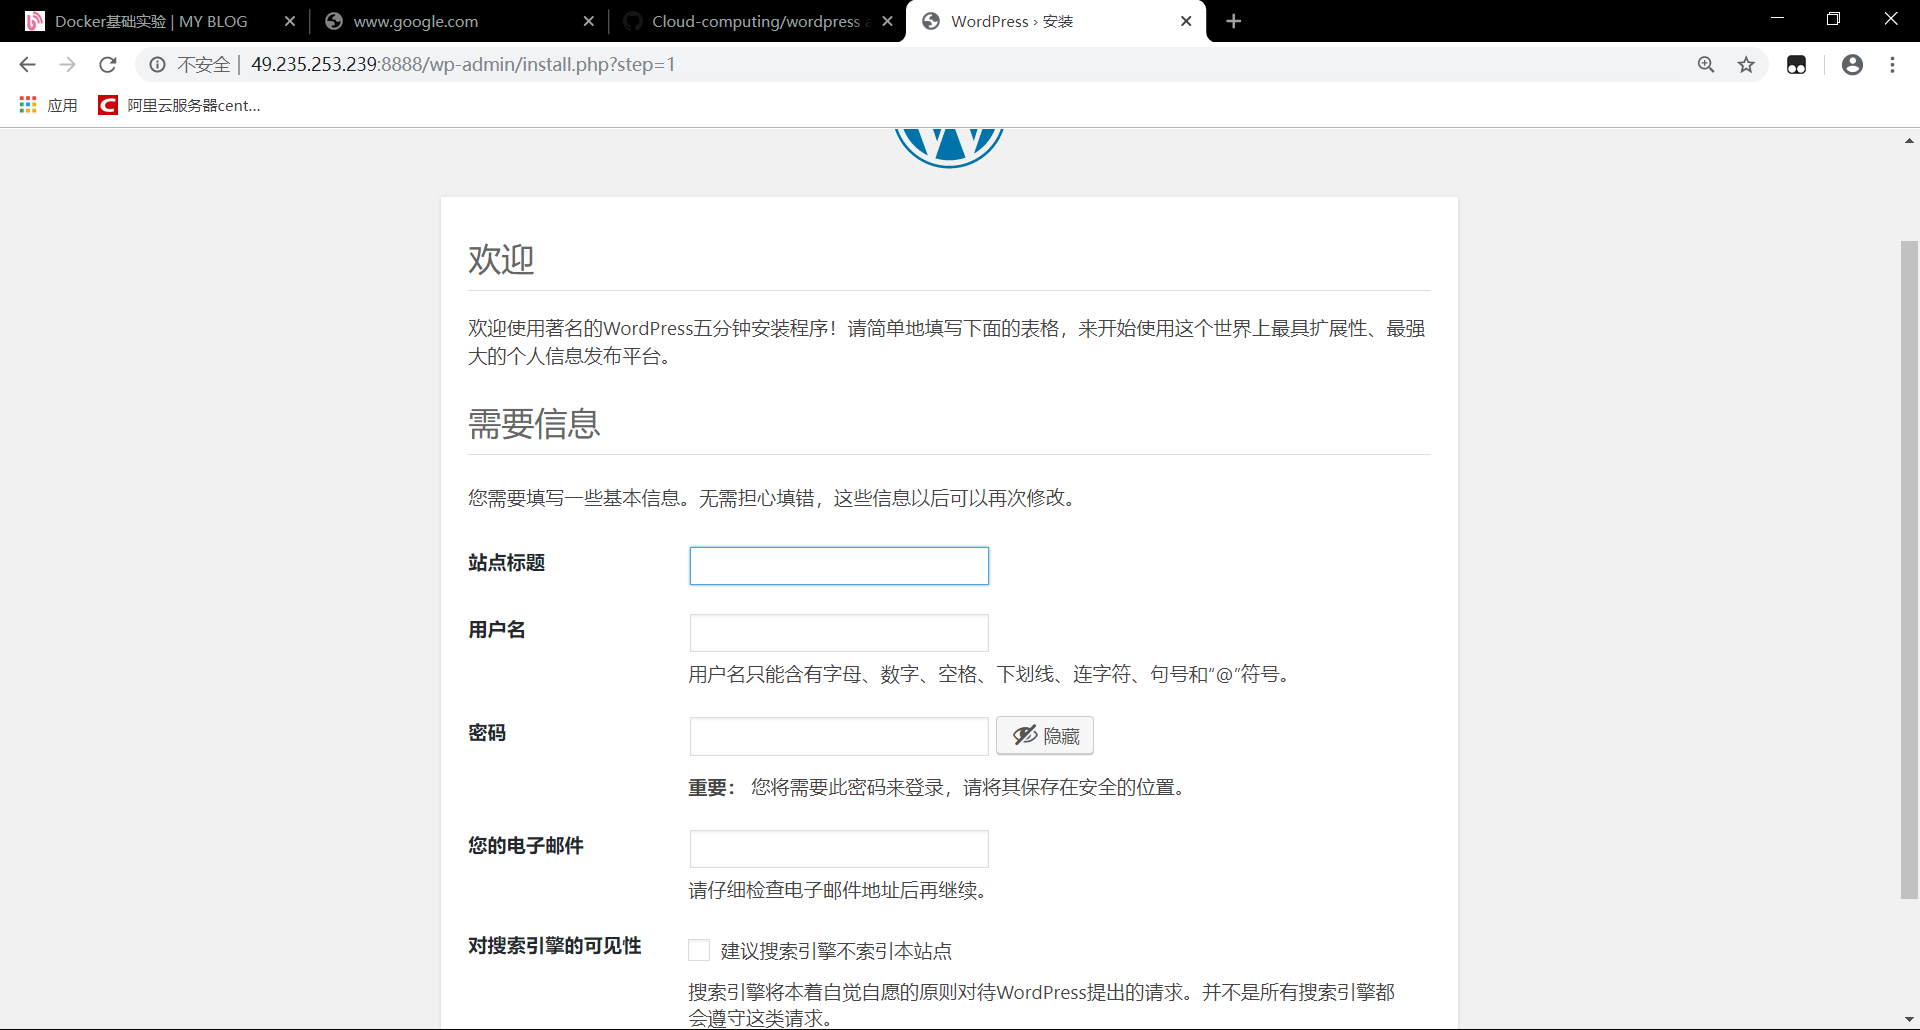 Docker基础实验 | MY BLOG
www.google.com
Cloud-computing/wordpress a
WordPress › 安装
不安全 | 49.235.253.239:8888/wp-admin/install.php?step=1
应用
阿里云服务器cent...
欢迎
欢迎使用著名的WordPress五分钟安装程序！请简单地填写下面的表格，来开始使用这个世界上最具扩展性、最强
大的个人信息发布平台。
需要信息
您需要填写一些基本信息。无需担心填错，这些信息以后可以再次修改。
站点标题
用户名
用户名只能含有字母、数字、空格、下划线、连字符、句号和“@”符号。
密码
隐藏
重要： 您将需要此密码来登录，请将其保存在安全的位置。
您的电子邮件
请仔细检查电子邮件地址后再继续。
对搜索引擎的可见性
建议搜索引擎不索引本站点
搜索引擎将本着自觉自愿的原则对待WordPress提出的请求。并不是所有搜索引擎都
会遵守这类请求。